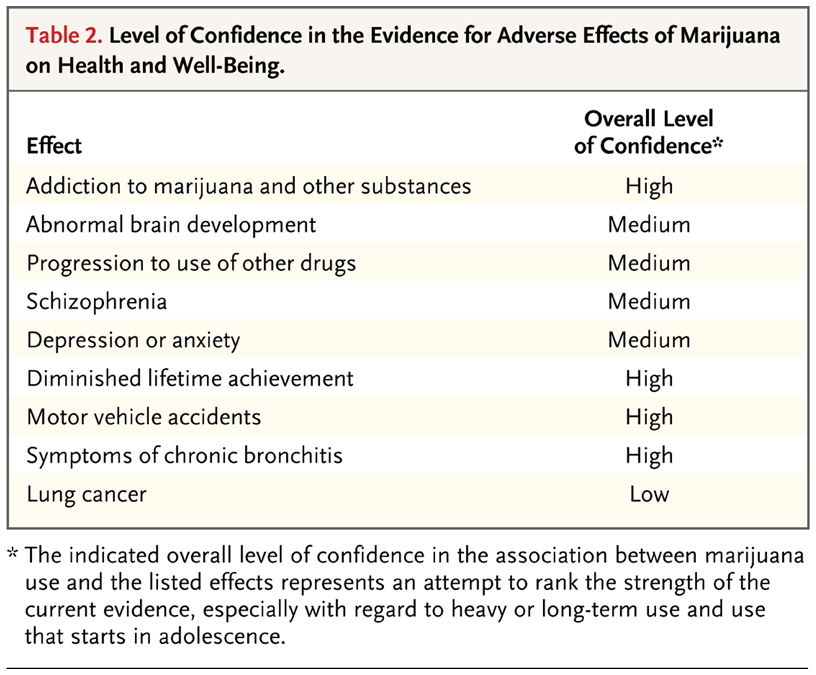 Table 2. Level of Confidence in the Evidence for Adverse Effects of Marijuana
on Health and Well-Being.
Overall Level
Effect of Confidence*
Addiction to marijuana and other substances High
Abnormal brain development Medium
Progression to use of other drugs Medium
Schizophrenia Medium
Depression or anxiety Medium
Diminished lifetime achievement High
Motor vehicle accidents High
Symptoms of chronic bronchitis High
Lung cancer Low
* The indicated overall level of confidence in the association between marijuana
use and the listed effects represents an attempt to rank the strength of the
current evidence, especially with regard to heavy or long-term use and use
that starts in adolescence.